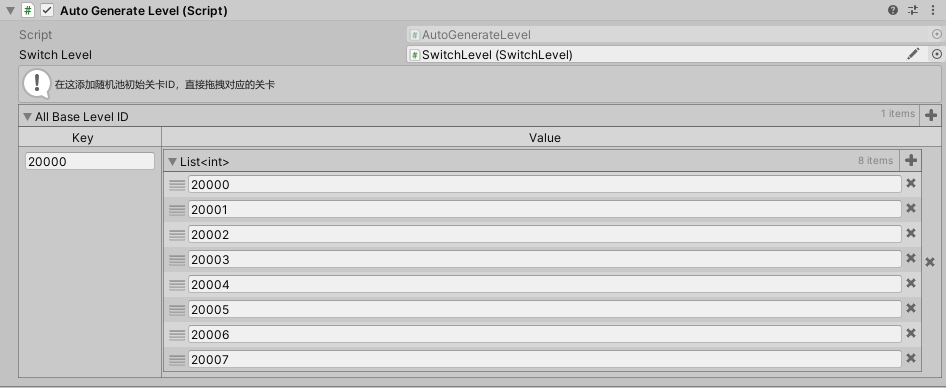 Auto Generate Level (Script)
Script AutoGenerateLevel
Switch Level SwitchLevel (SwitchLevel)
在这添加随机池初始关卡ID，直接拖拽对应的关卡
All Base Level ID 1 items
Key Value
20000 List<int> 8 items
20000
20001
20002
20003
20004
20005
20006
20007